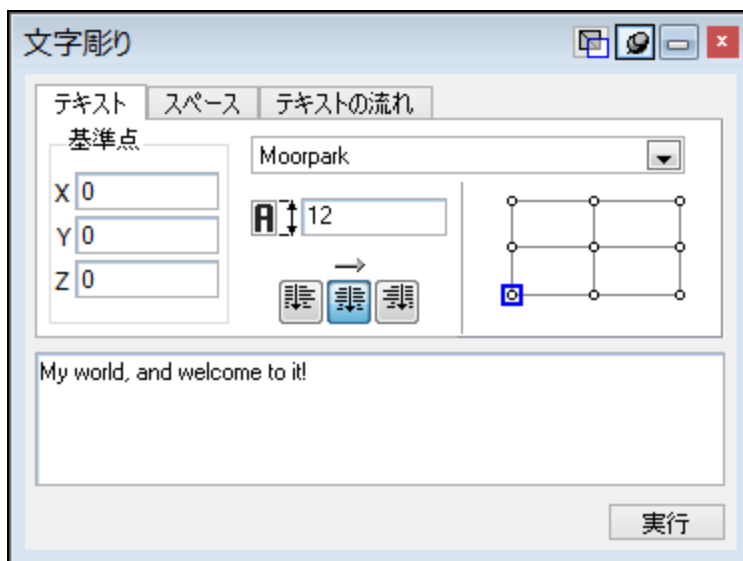 文字彫り
テキスト スペース テキストの流れ
基準点
Moorpark
X 0
A 12
Y 0
Z 0
My world, and welcome to it!
実行